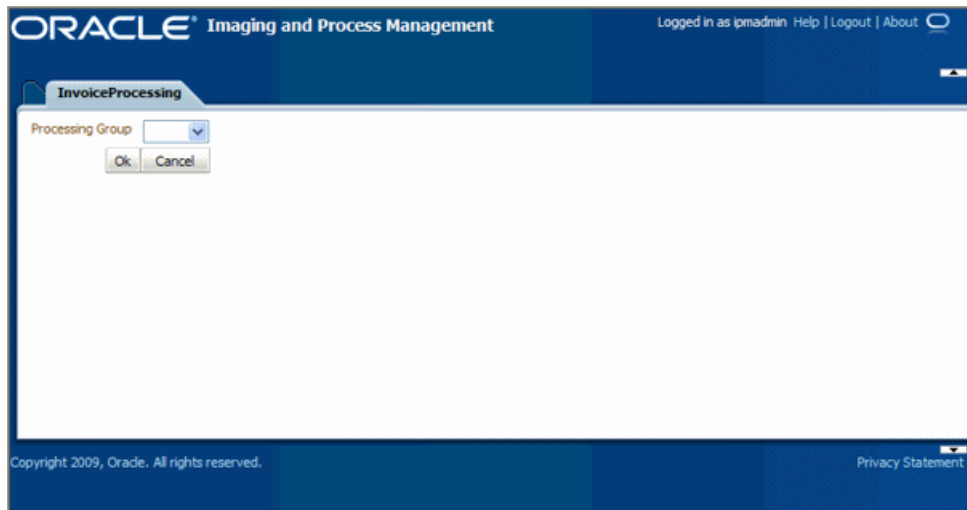 ORACLE Imaging and Process Management
Logged in as ipmadmin Help | Logout | About
InvoiceProcessing
Processing Group
Ok Cancel
Copyright 2009, Oracle. All rights reserved.
Privacy Statement